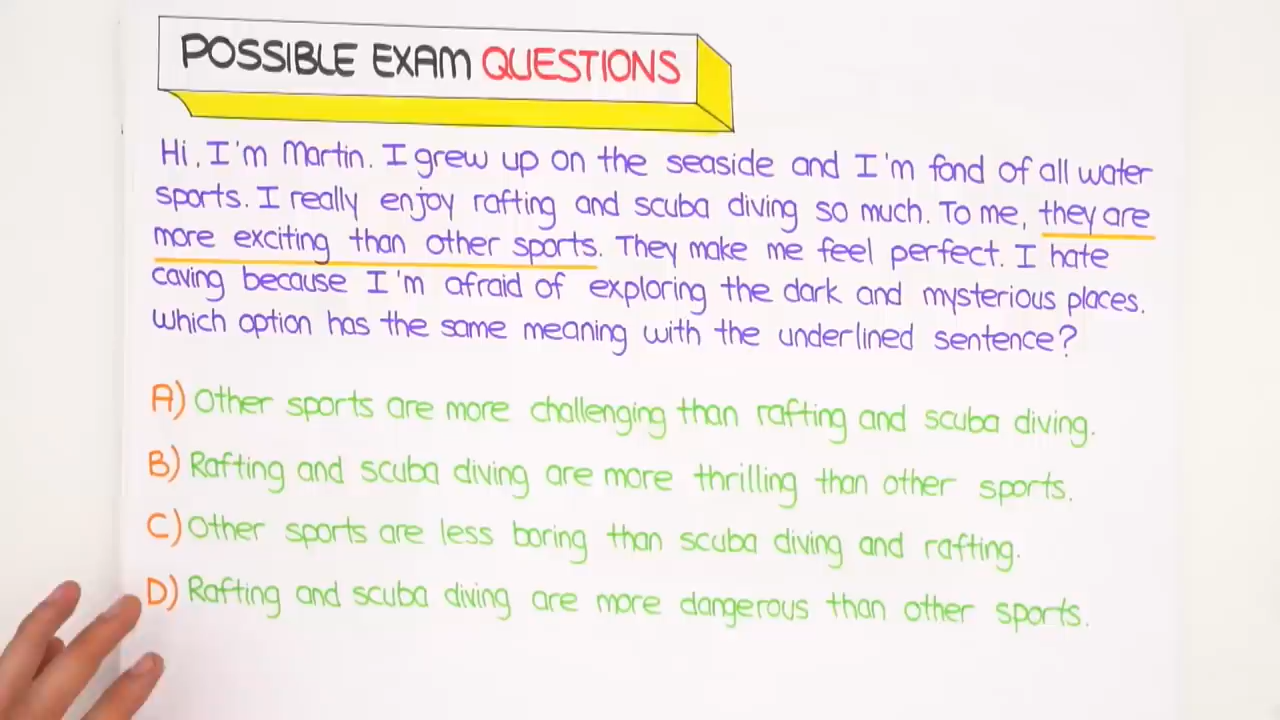 POSSIBLE EXAM QUESTIONS
Hi, I'm Martin. I grew up on the seaside and I'm fond of all water
sports. I really enjoy rafting and scuba diving so much. To me, they are
more exciting than other sports. They make me feel perfect. I hate
caving because I'm afraid of exploring the dark and mysterious places.
Which option has the same meaning with the underlined sentence?
A) Other sports are more challenging than rafting and scuba diving.
B) Rafting and scuba diving are more thrilling than other sports.
C) Other sports are less boring than scuba diving and rafting.
D) Rafting and scuba diving are more dangerous than other sports.